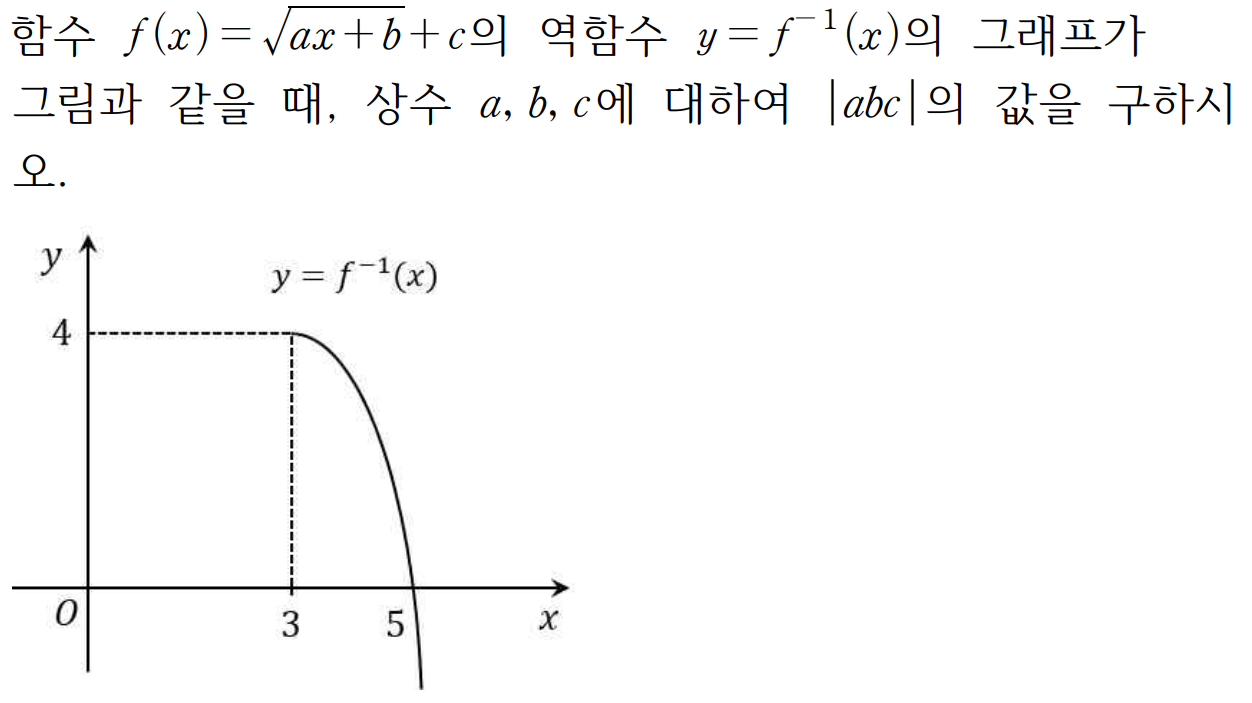 함수 f(x)=√(ax+b)+c의 역함수 y=f⁻¹(x)의 그래프가
그림과 같을 때, 상수 a, b, c에 대하여 |abc|의 값을 구하시
오.
y
y = f⁻¹(x)
4
O
3
5
x